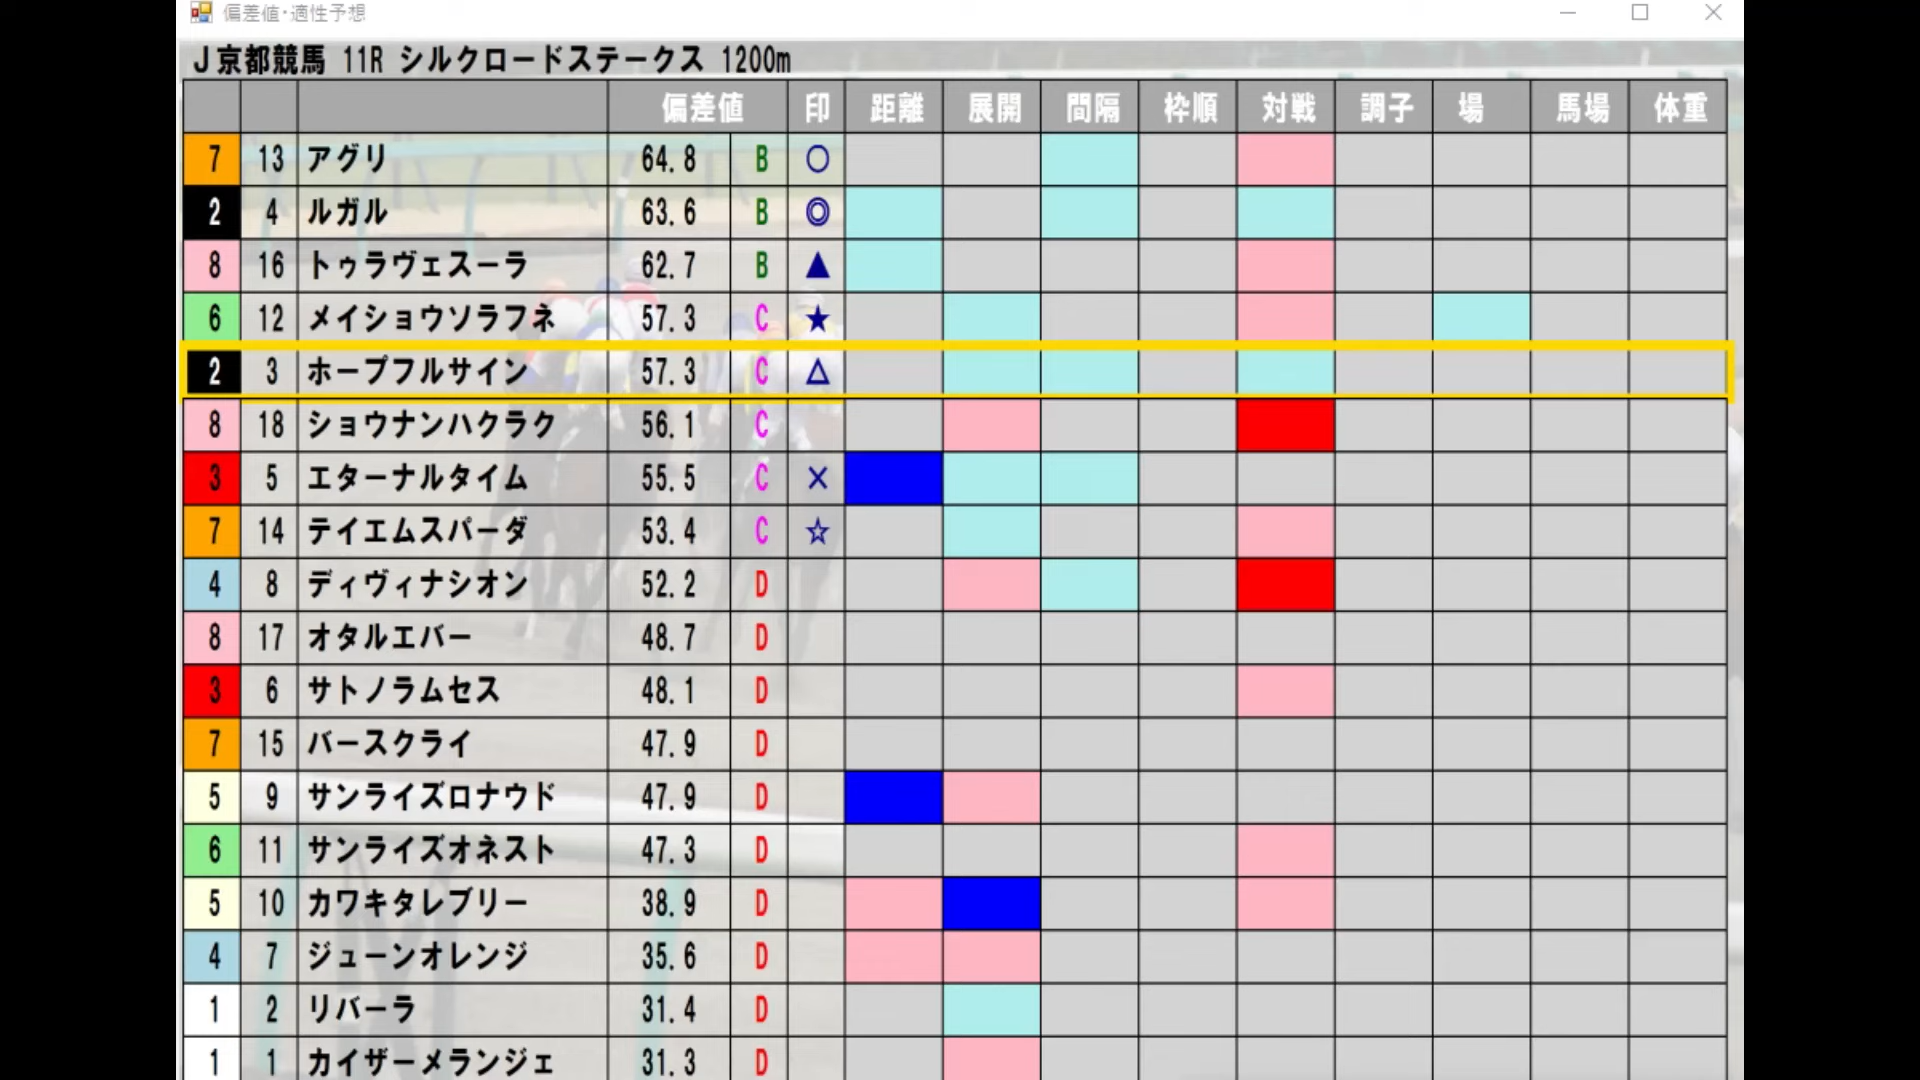 偏差値・適性予想
J京都競馬 11R シルクロードステークス 1200m
偏差値 印 距離 展開 間隔 枠順 対戦 調子 場 馬場 体重
7 13 アグリ 64.8 B ○
2 4 ルガル 63.6 B ◎
8 16 トゥラヴェスーラ 62.7 B ▲
6 12 メイショウソラフネ 57.3 C ★
2 3 ホープフルサイン 57.3 C △
8 18 ショウナンハクラク 56.1 C
3 5 エターナルタイム 55.5 C ×
7 14 テイエムスパーダ 53.4 C ☆
4 8 ディヴィナシオン 52.2 D
8 17 オタルエバー 48.7 D
3 6 サトノラムセス 48.1 D
7 15 バースクライ 47.9 D
5 9 サンライズロナウド 47.9 D
6 11 サンライズオネスト 47.3 D
5 10 カワキタレブリー 38.9 D
4 7 ジューンオレンジ 35.6 D
1 2 リバーラ 31.4 D
1 1 カイザーメランジェ 31.3 D